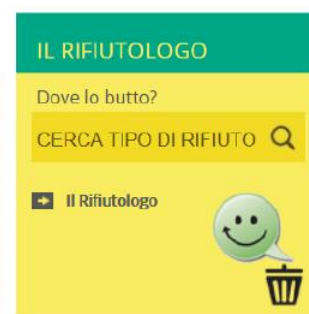 IL RIFIUTOLOGO
Dove lo butto?
CERCA TIPO DI RIFIUTO
Il Rifiutologo